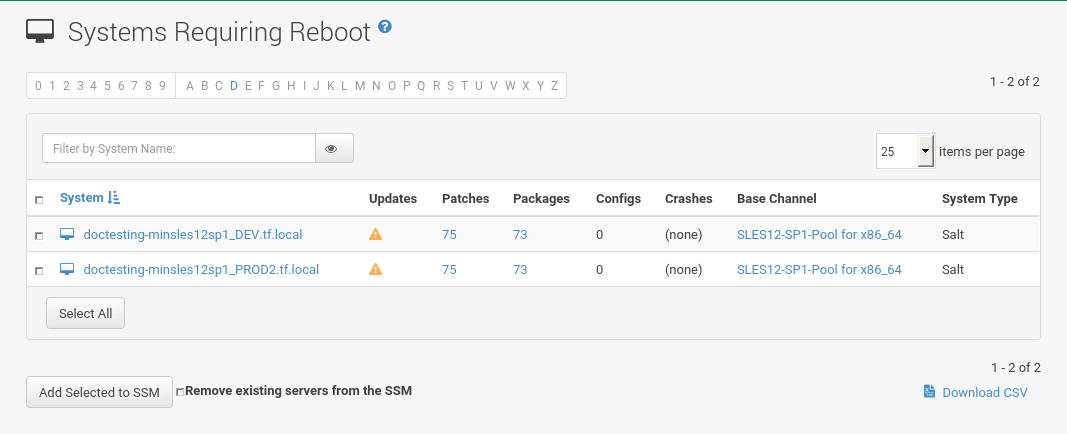 Systems Requiring Reboot ?
0 1 2 3 4 5 6 7 8 9 A B C D E F G H I J K L M N O P Q R S T U V W X Y Z
1 - 2 of 2
Filter by System Name:
25 items per page
System Updates Patches Packages Configs Crashes Base Channel System Type
doctesting-minsles12sp1_DEV.tf.local 75 73 0 (none) SLES12-SP1-Pool for x86_64 Salt
doctesting-minsles12sp1_PROD2.tf.local 75 73 0 (none) SLES12-SP1-Pool for x86_64 Salt
Select All
1 - 2 of 2
Add Selected to SSM Remove existing servers from the SSM
Download CSV